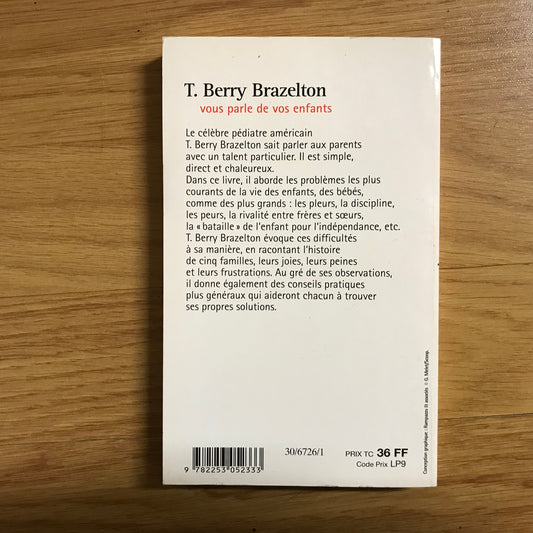 T. Berry Brazelton
vous parle de vos enfants
Le célèbre pédiatre américain
T. Berry Brazelton sait parler aux parents
avec un talent particulier. Il est simple,
direct et chaleureux.
Dans ce livre, il aborde les problèmes les plus
courants de la vie des enfants, des bébés,
comme des plus grands : les pleurs, la discipline,
les peurs, la rivalité entre frères et sœurs,
la « bataille » de l'enfant pour l'indépendance, etc.
T. Berry Brazelton évoque ces difficultés
à sa manière, en racontant l'histoire
de cinq familles, leurs joies, leurs peines
et leurs frustrations. Au gré de ses observations,
il donne également des conseils pratiques
plus généraux qui aideront chacun à trouver
ses propres solutions.
30/6726/1
PRIX TC 36 FF
Code Prix LP9
9 782253 052333
Conception graphique : Rampazzo & associés